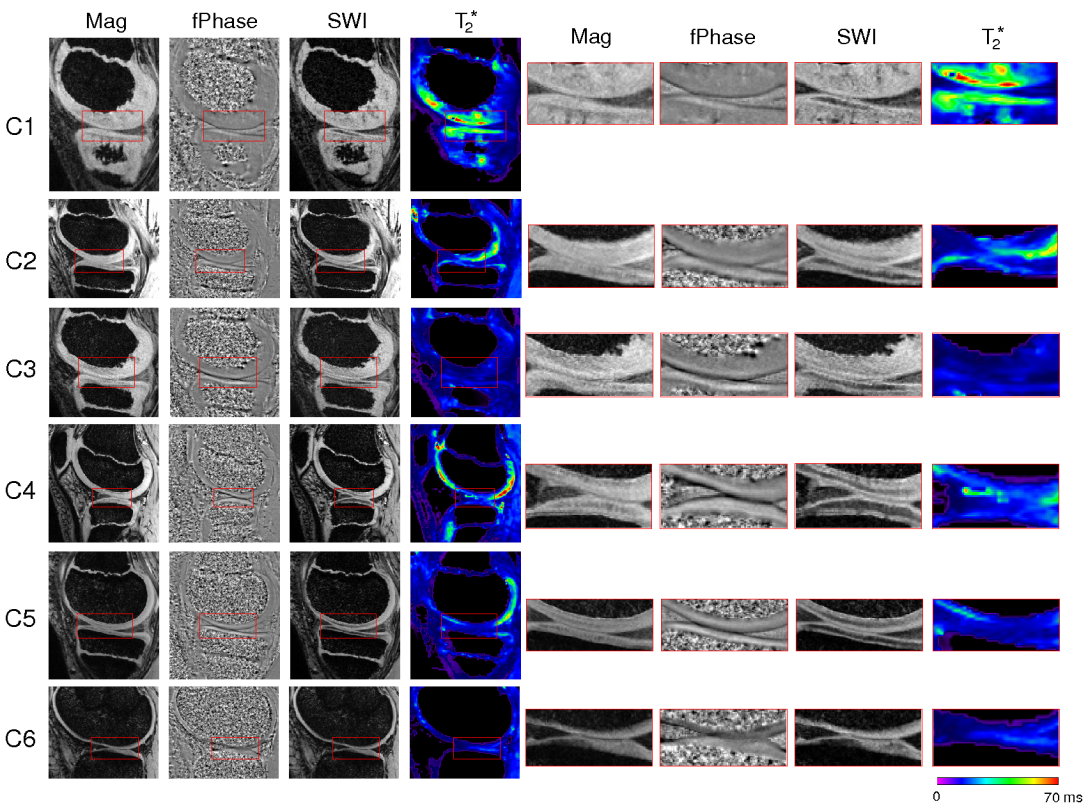 Mag fPhase SWI T₂* Mag fPhase SWI T₂*
C1
C2
C3
C4
C5
C6
0 70 ms